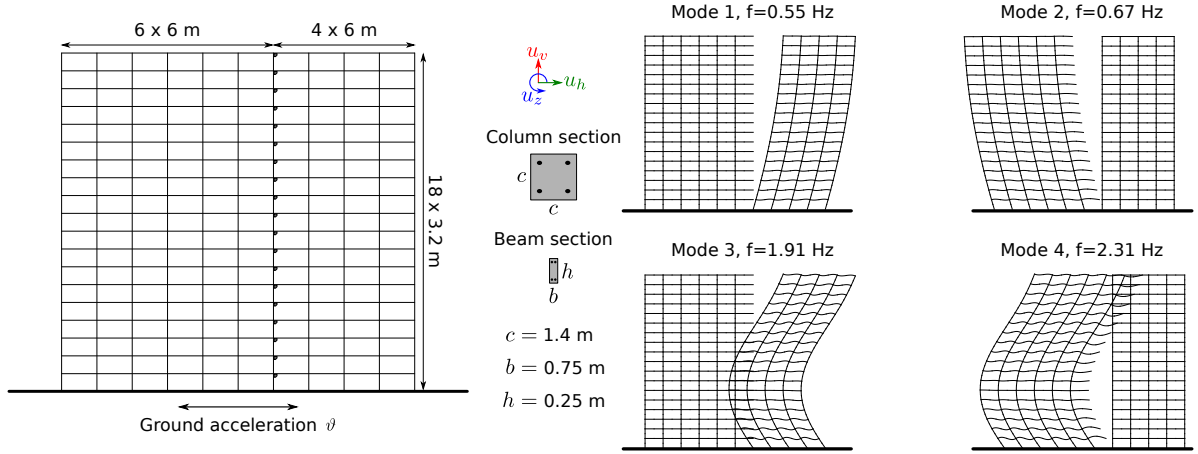 6 x 6 m
4 x 6 m
18 x 3.2 m
Ground acceleration ϑ
u_v
u_h
u_z
Column section
c
c
Beam section
h
b
c = 1.4 m
b = 0.75 m
h = 0.25 m
Mode 1, f=0.55 Hz
Mode 2, f=0.67 Hz
Mode 3, f=1.91 Hz
Mode 4, f=2.31 Hz